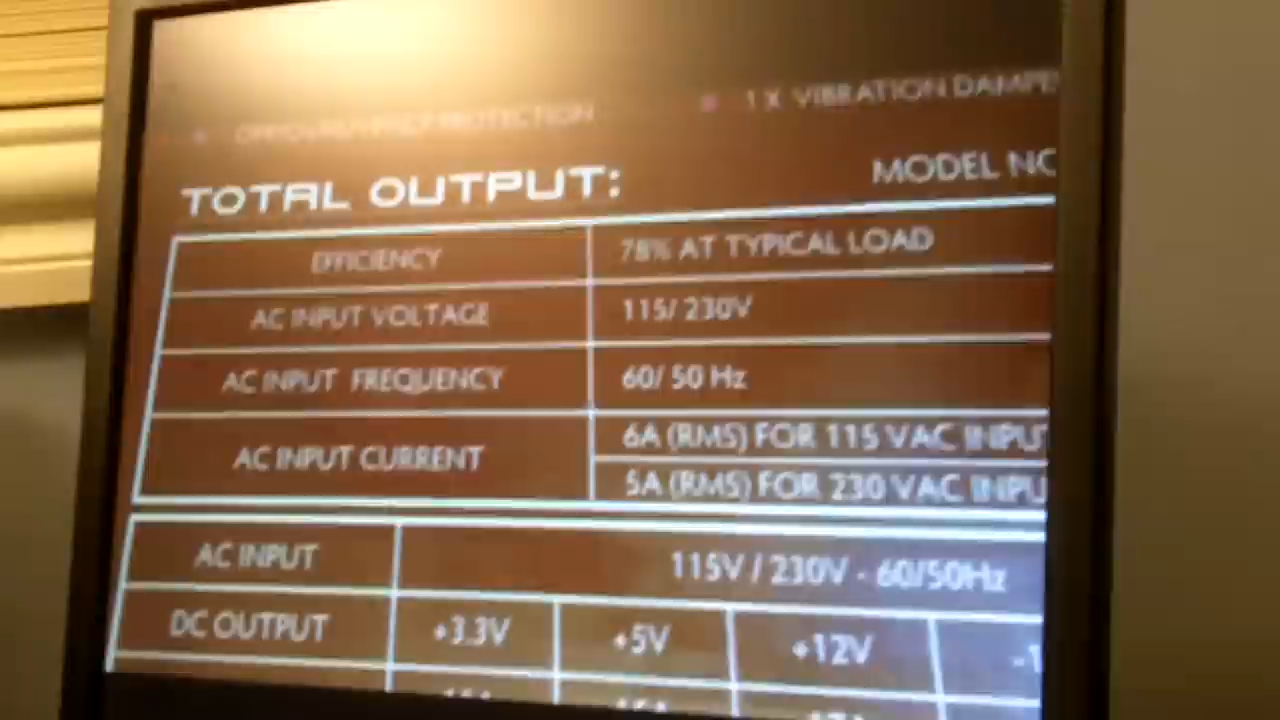 PROTECTION
1 X VIBRATION
TOTAL OUTPUT:
MODEL
EFFICIENCY
78% AT TYPICAL LOAD
AC INPUT VOLTAGE
115/ 230V
AC INPUT FREQUENCY
60/ 50 Hz
AC INPUT CURRENT
6A (RMS) FOR 115 VAC INPUT
5A (RMS) FOR 230 VAC INPU
AC INPUT
115V / 230V - 60/50Hz
DC OUTPUT
+3.3V
+5V
+12V